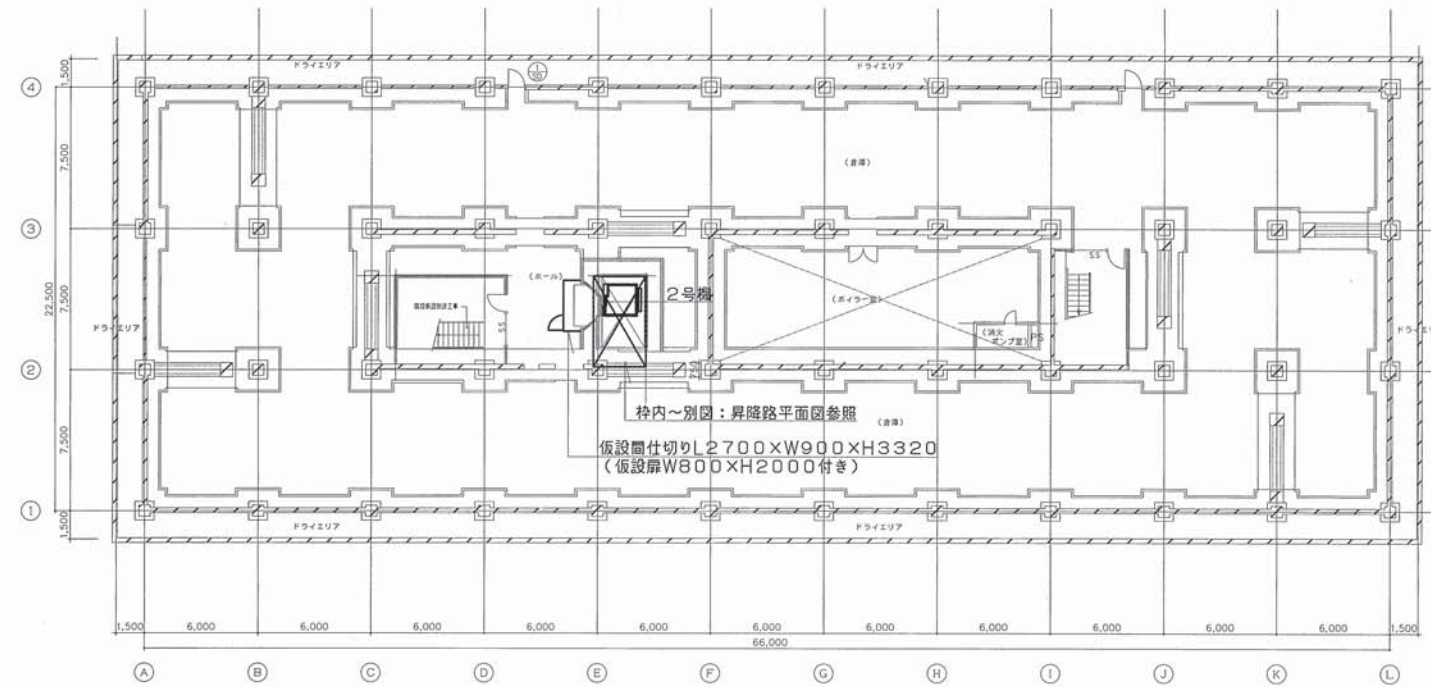 ドライエリア
ドライエリア
1
10
④
③
②
①
1,500
7,500
7,500
7,500
1,500
22,500
(倉庫)
(ホール)
2号機
(ボイラー室)
SS
SS
(消火
ポンプ室)
PS
ドライエリア
ドライエリア
750
枠内~別図:昇降路平面図参照
(倉庫)
仮設間仕切りL2700×W900×H3320
(仮設扉W800×H2000付き)
ドライエリア
ドライエリア
1,500 6,000 6,000 6,000 6,000 6,000 6,000 6,000 6,000 6,000 6,000 6,000 1,500
66,000
Ⓐ Ⓑ Ⓒ Ⓓ Ⓔ Ⓕ Ⓖ Ⓗ Ⓘ Ⓙ Ⓚ Ⓛ